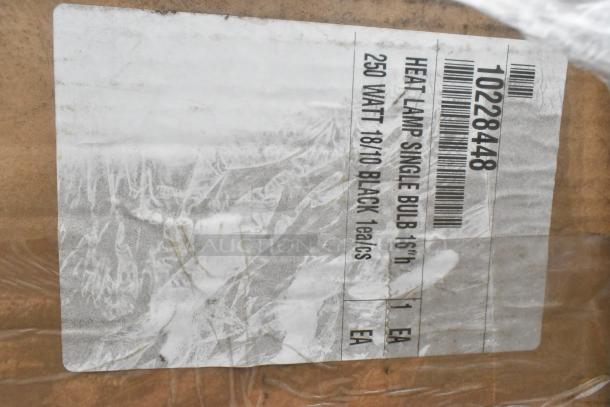 10228448
HEAT LAMP SINGLE BULB 16"h 1 EA
250 WATT 18/10 BLACK 1ea/cs EA